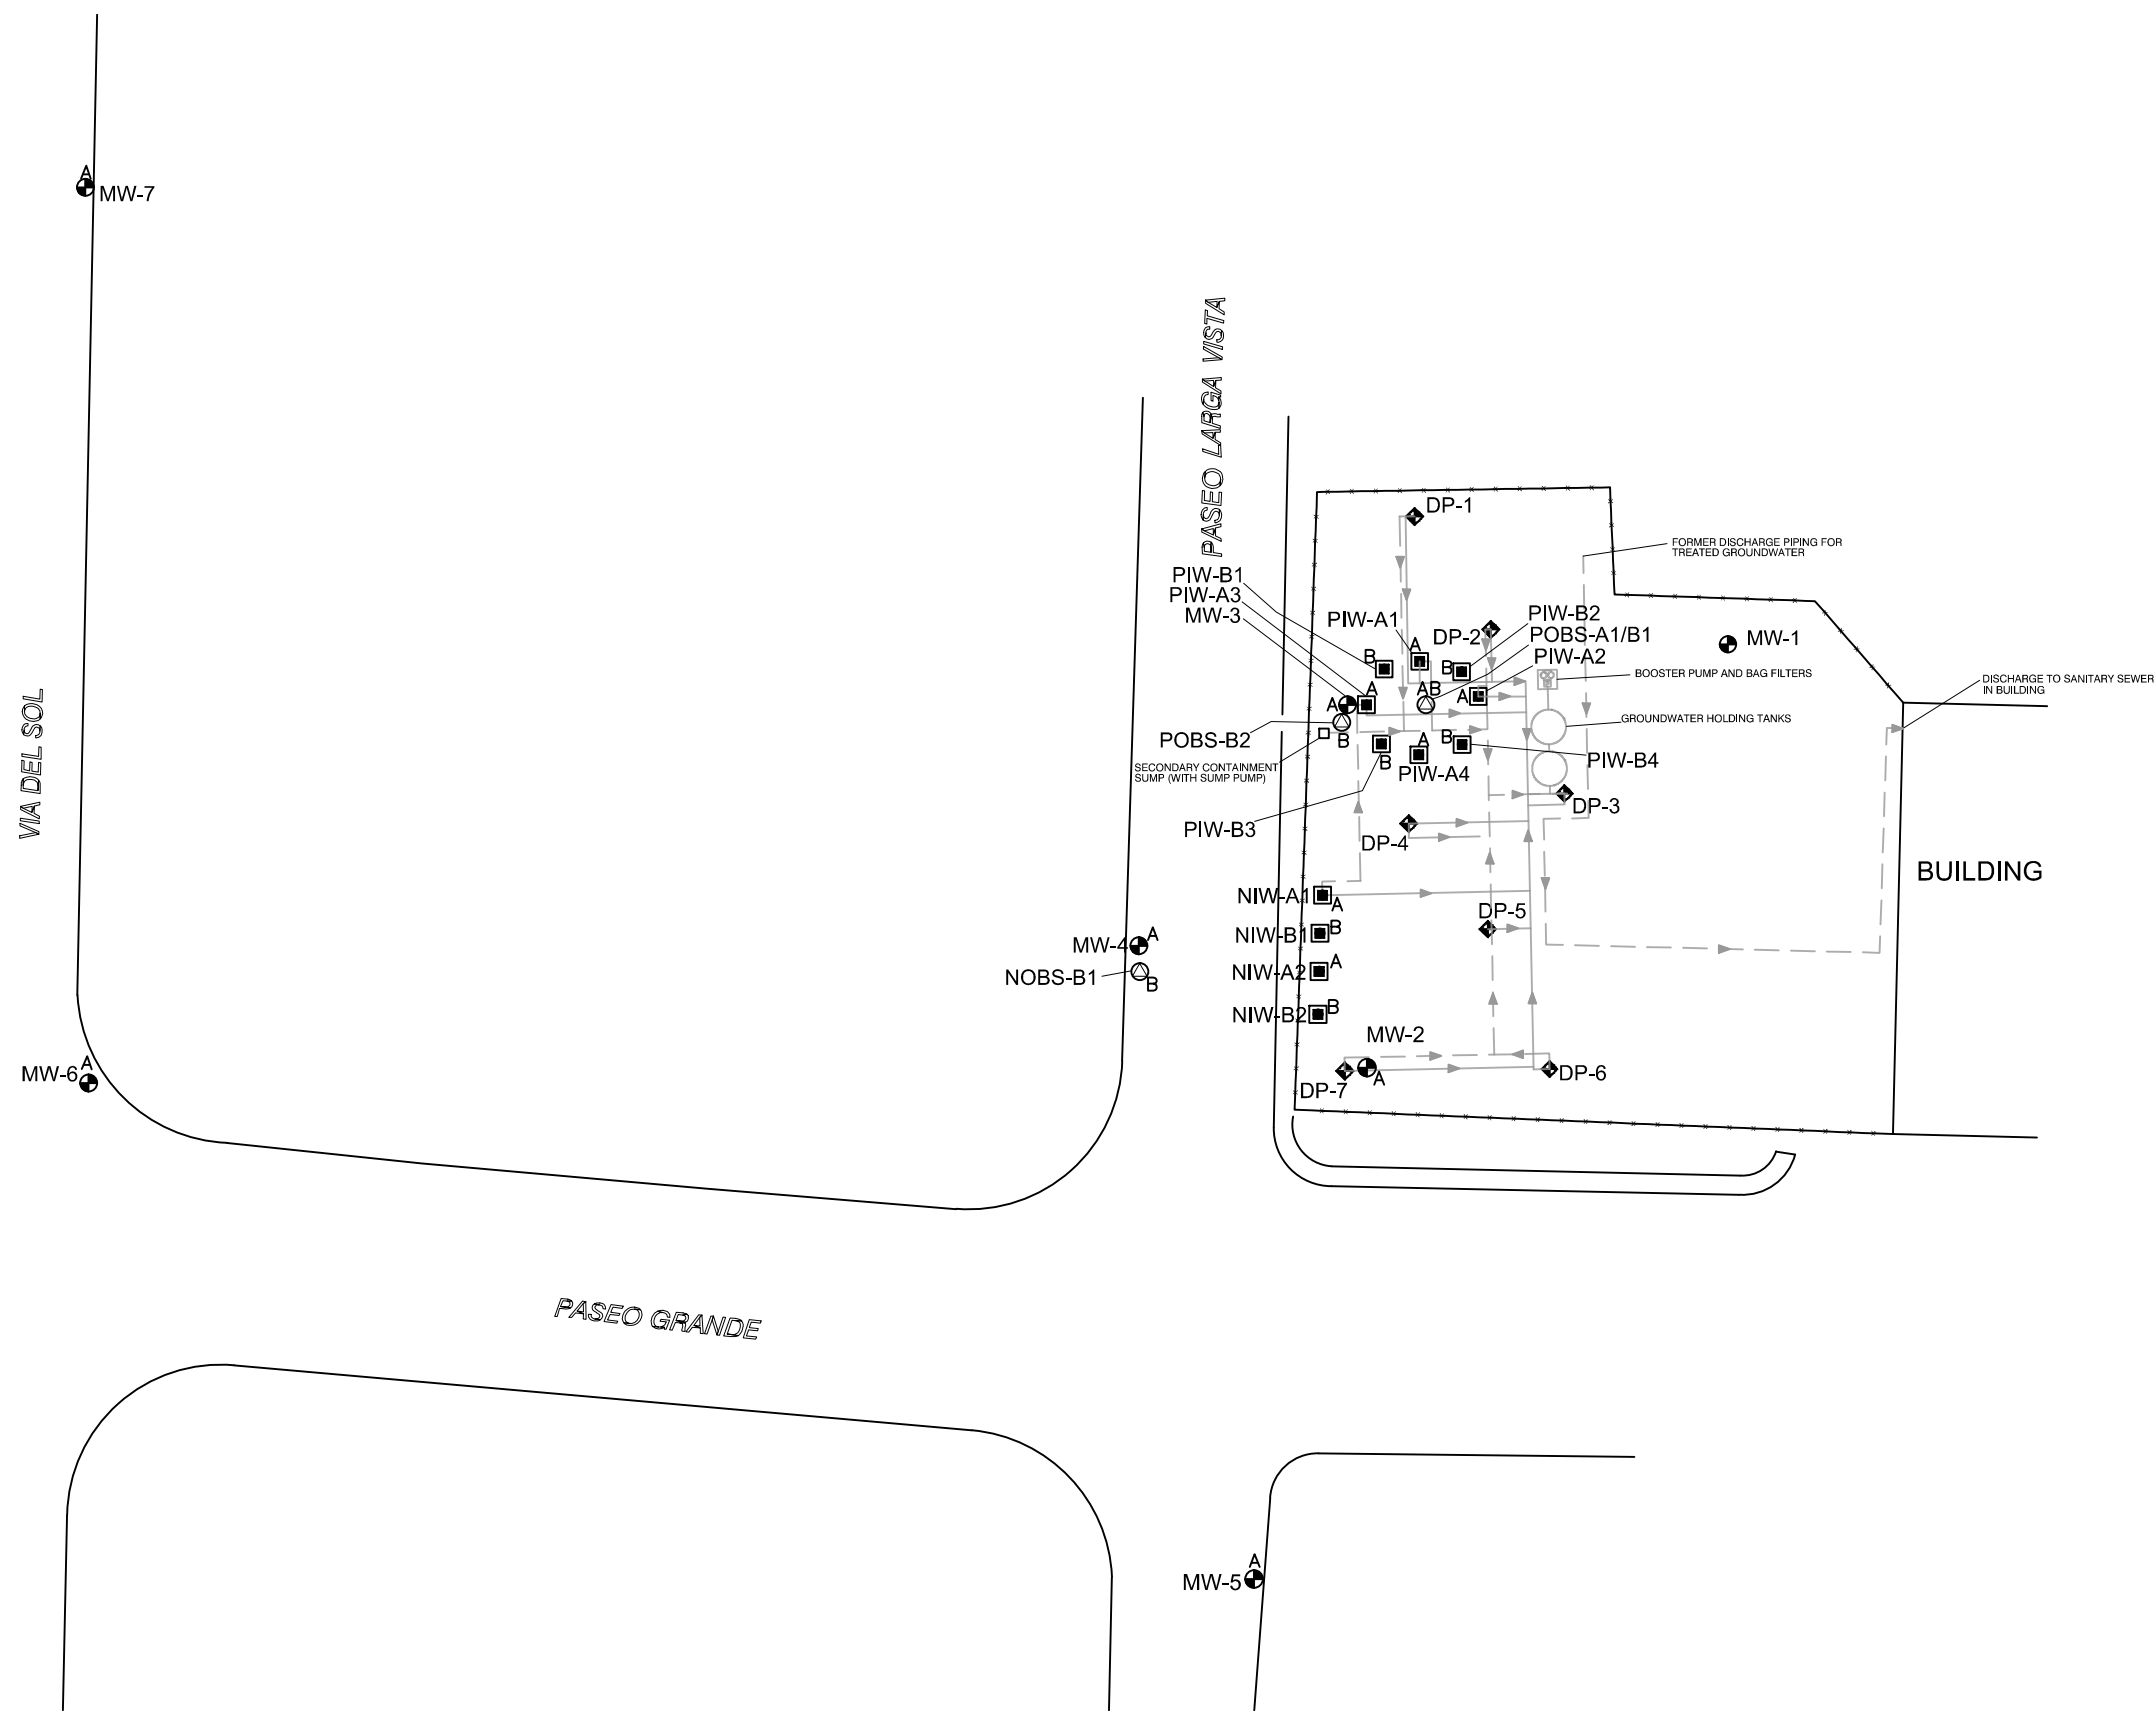 A
MW-7
PASEO LARGA VISTA
VIA DEL SOL
DP-1
FORMER DISCHARGE PIPING FOR
TREATED GROUNDWATER
PIW-B1
PIW-A3
MW-3
PIW-A1
A
B
DP-2
B
PIW-B2
POBS-A1/B1
PIW-A2
MW-1
BOOSTER PUMP AND BAG FILTERS
DISCHARGE TO SANITARY SEWER
IN BUILDING
A
A
AB
A
GROUNDWATER HOLDING TANKS
POBS-B2
B
B
A
B
PIW-A4
PIW-B4
SECONDARY CONTAINMENT
SUMP (WITH SUMP PUMP)
DP-3
PIW-B3
DP-4
BUILDING
NIW-A1
A
DP-5
NIW-B1
B
MW-4
A
NIW-A2
A
NOBS-B1
B
NIW-B2
B
MW-2
A
DP-7
DP-6
MW-6
A
PASEO GRANDE
A
MW-5